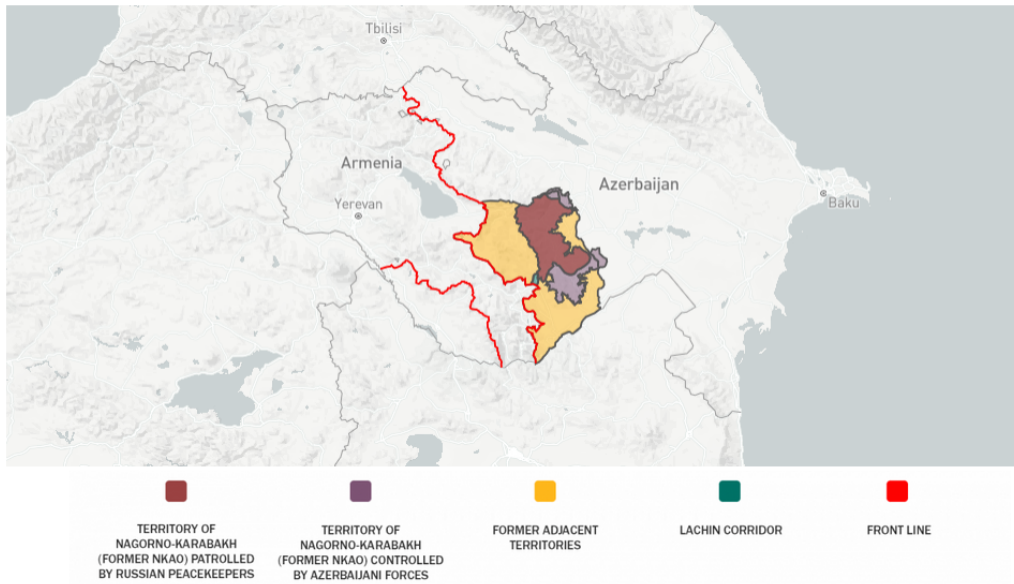 Tbilisi
Armenia
Azerbaijan
Yerevan
Baku
TERRITORY OF
NAGORNO-KARABAKH
(FORMER NKAO) PATROLLED
BY RUSSIAN PEACEKEEPERS
TERRITORY OF
NAGORNO-KARABAKH
(FORMER NKAO) CONTROLLED
BY AZERBAIJANI FORCES
FORMER ADJACENT
TERRITORIES
LACHIN CORRIDOR
FRONT LINE